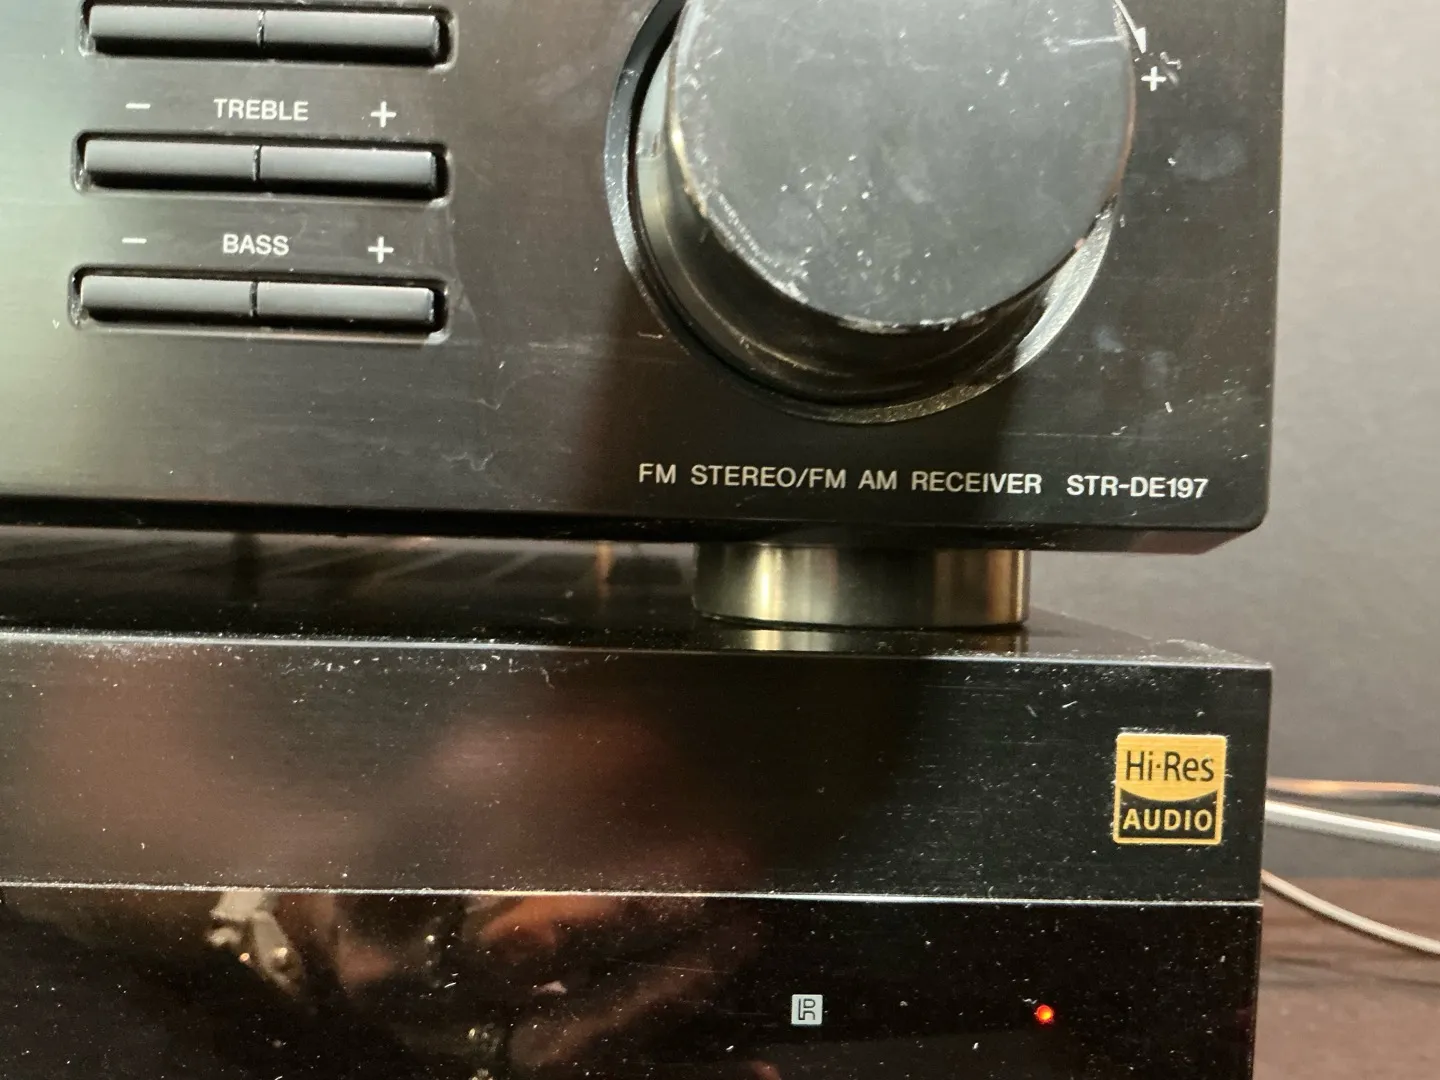 - TREBLE +
- BASS +
+
FM STEREO/FM AM RECEIVER STR-DE197
Hi-Res
AUDIO